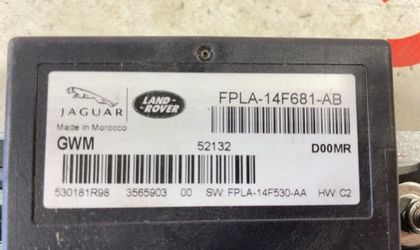 JAGUAR LAND-ROVER FPLA-14F681-AB
Made in Morocco
GWM 52132 D00MR
530181R98 3565903 00 SW: FPLA-14F530-AA HW: C2